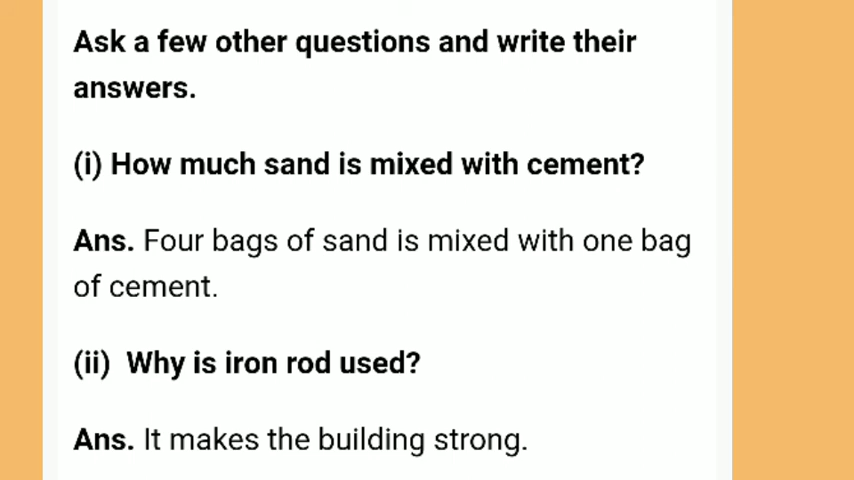 Ask a few other questions and write their
answers.
(i) How much sand is mixed with cement?
Ans. Four bags of sand is mixed with one bag
of cement.
(ii) Why is iron rod used?
Ans. It makes the building strong.